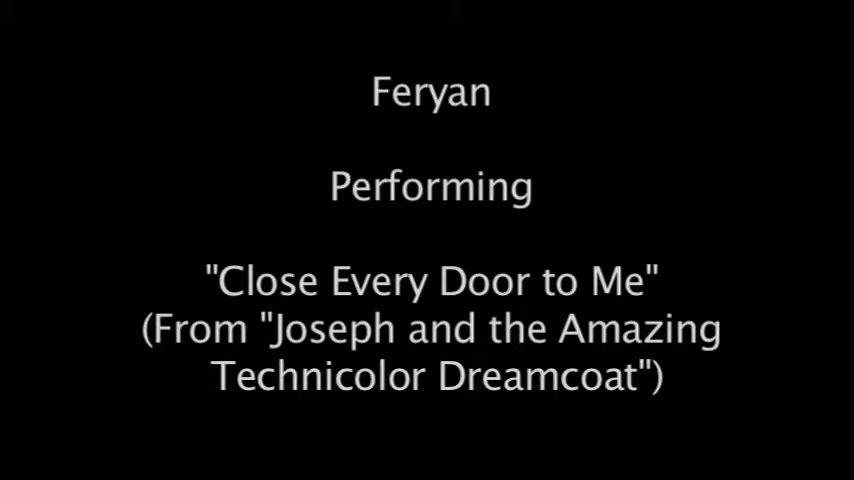 Feryan
Performing
"Close Every Door to Me"
(From "Joseph and the Amazing
Technicolor Dreamcoat")